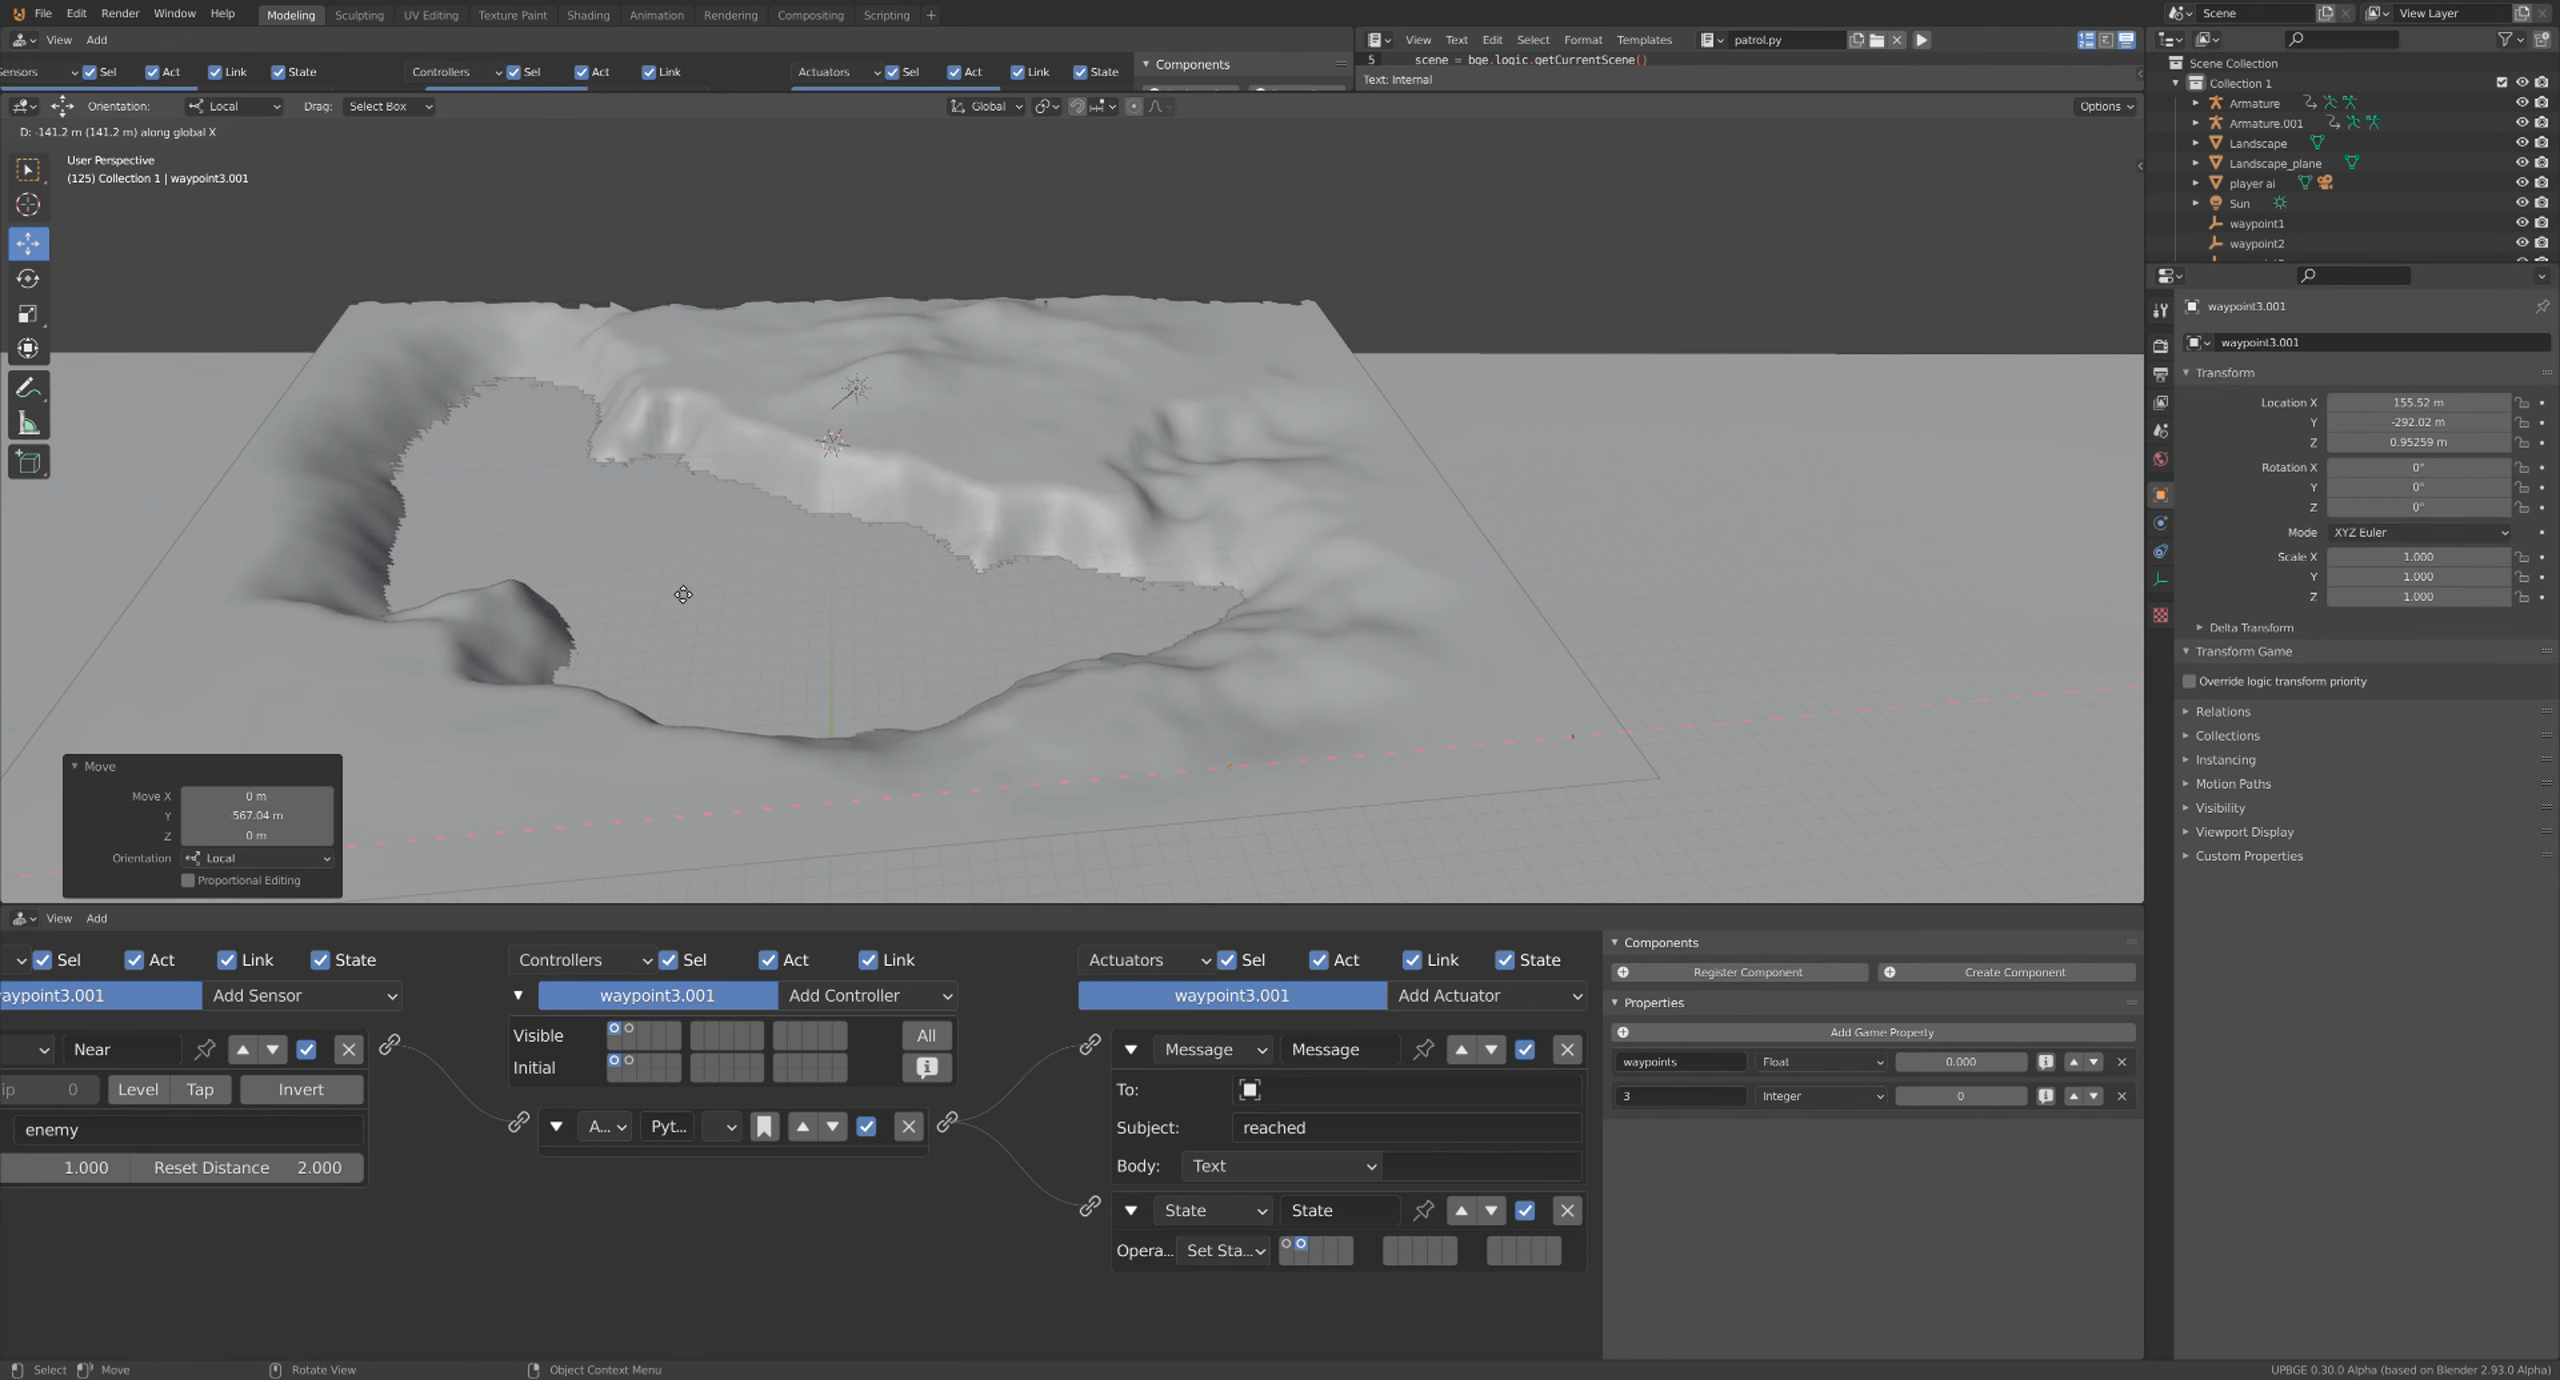 File Edit Render Window Help Modeling Sculpting UV Editing Texture Paint Shading Animation Rendering Compositing Scripting + Scene View Layer
View Add
View Text Edit Select Format Templates patrol.py
ensors Sel Act Link State Controllers Sel Act Link Actuators Sel Act Link State Components
5 scene = bge.logic.getCurrentScene()
Text: Internal
Orientation: Local Drag: Select Box Global Options
D: -141.2 m (141.2 m) along global X
User Perspective
(125) Collection 1 | waypoint3.001
Scene Collection
Collection 1
Armature
Armature.001
Landscape
Landscape_plane
player ai
Sun
waypoint1
waypoint2
waypoint3.001
waypoint3.001
Transform
Location X 155.52 m
Y -292.02 m
Z 0.95259 m
Rotation X 0°
Y 0°
Z 0°
Mode XYZ Euler
Scale X 1.000
Y 1.000
Z 1.000
Delta Transform
Transform Game
Override logic transform priority
Relations
Collections
Instancing
Motion Paths
Visibility
Viewport Display
Custom Properties
Move
Move X 0 m
Y -567.04 m
Z 0 m
Orientation Local
Proportional Editing
View Add
Sel Act Link State Controllers Sel Act Link Actuators Sel Act Link State
aypoint3.001 Add Sensor waypoint3.001 Add Controller waypoint3.001 Add Actuator
Near
ip 0 Level Tap Invert
enemy
1.000 Reset Distance 2.000
Visible All
Initial
A... Pyt...
Message Message
To:
Subject: reached
Body: Text
State State
Opera... Set Sta...
Components
Register Component Create Component
Properties
Add Game Property
waypoints Float 0.000
3 Integer 0
Select Move Rotate View Object Context Menu UPBGE 0.30.0 Alpha (based on Blender 2.93.0 Alpha)